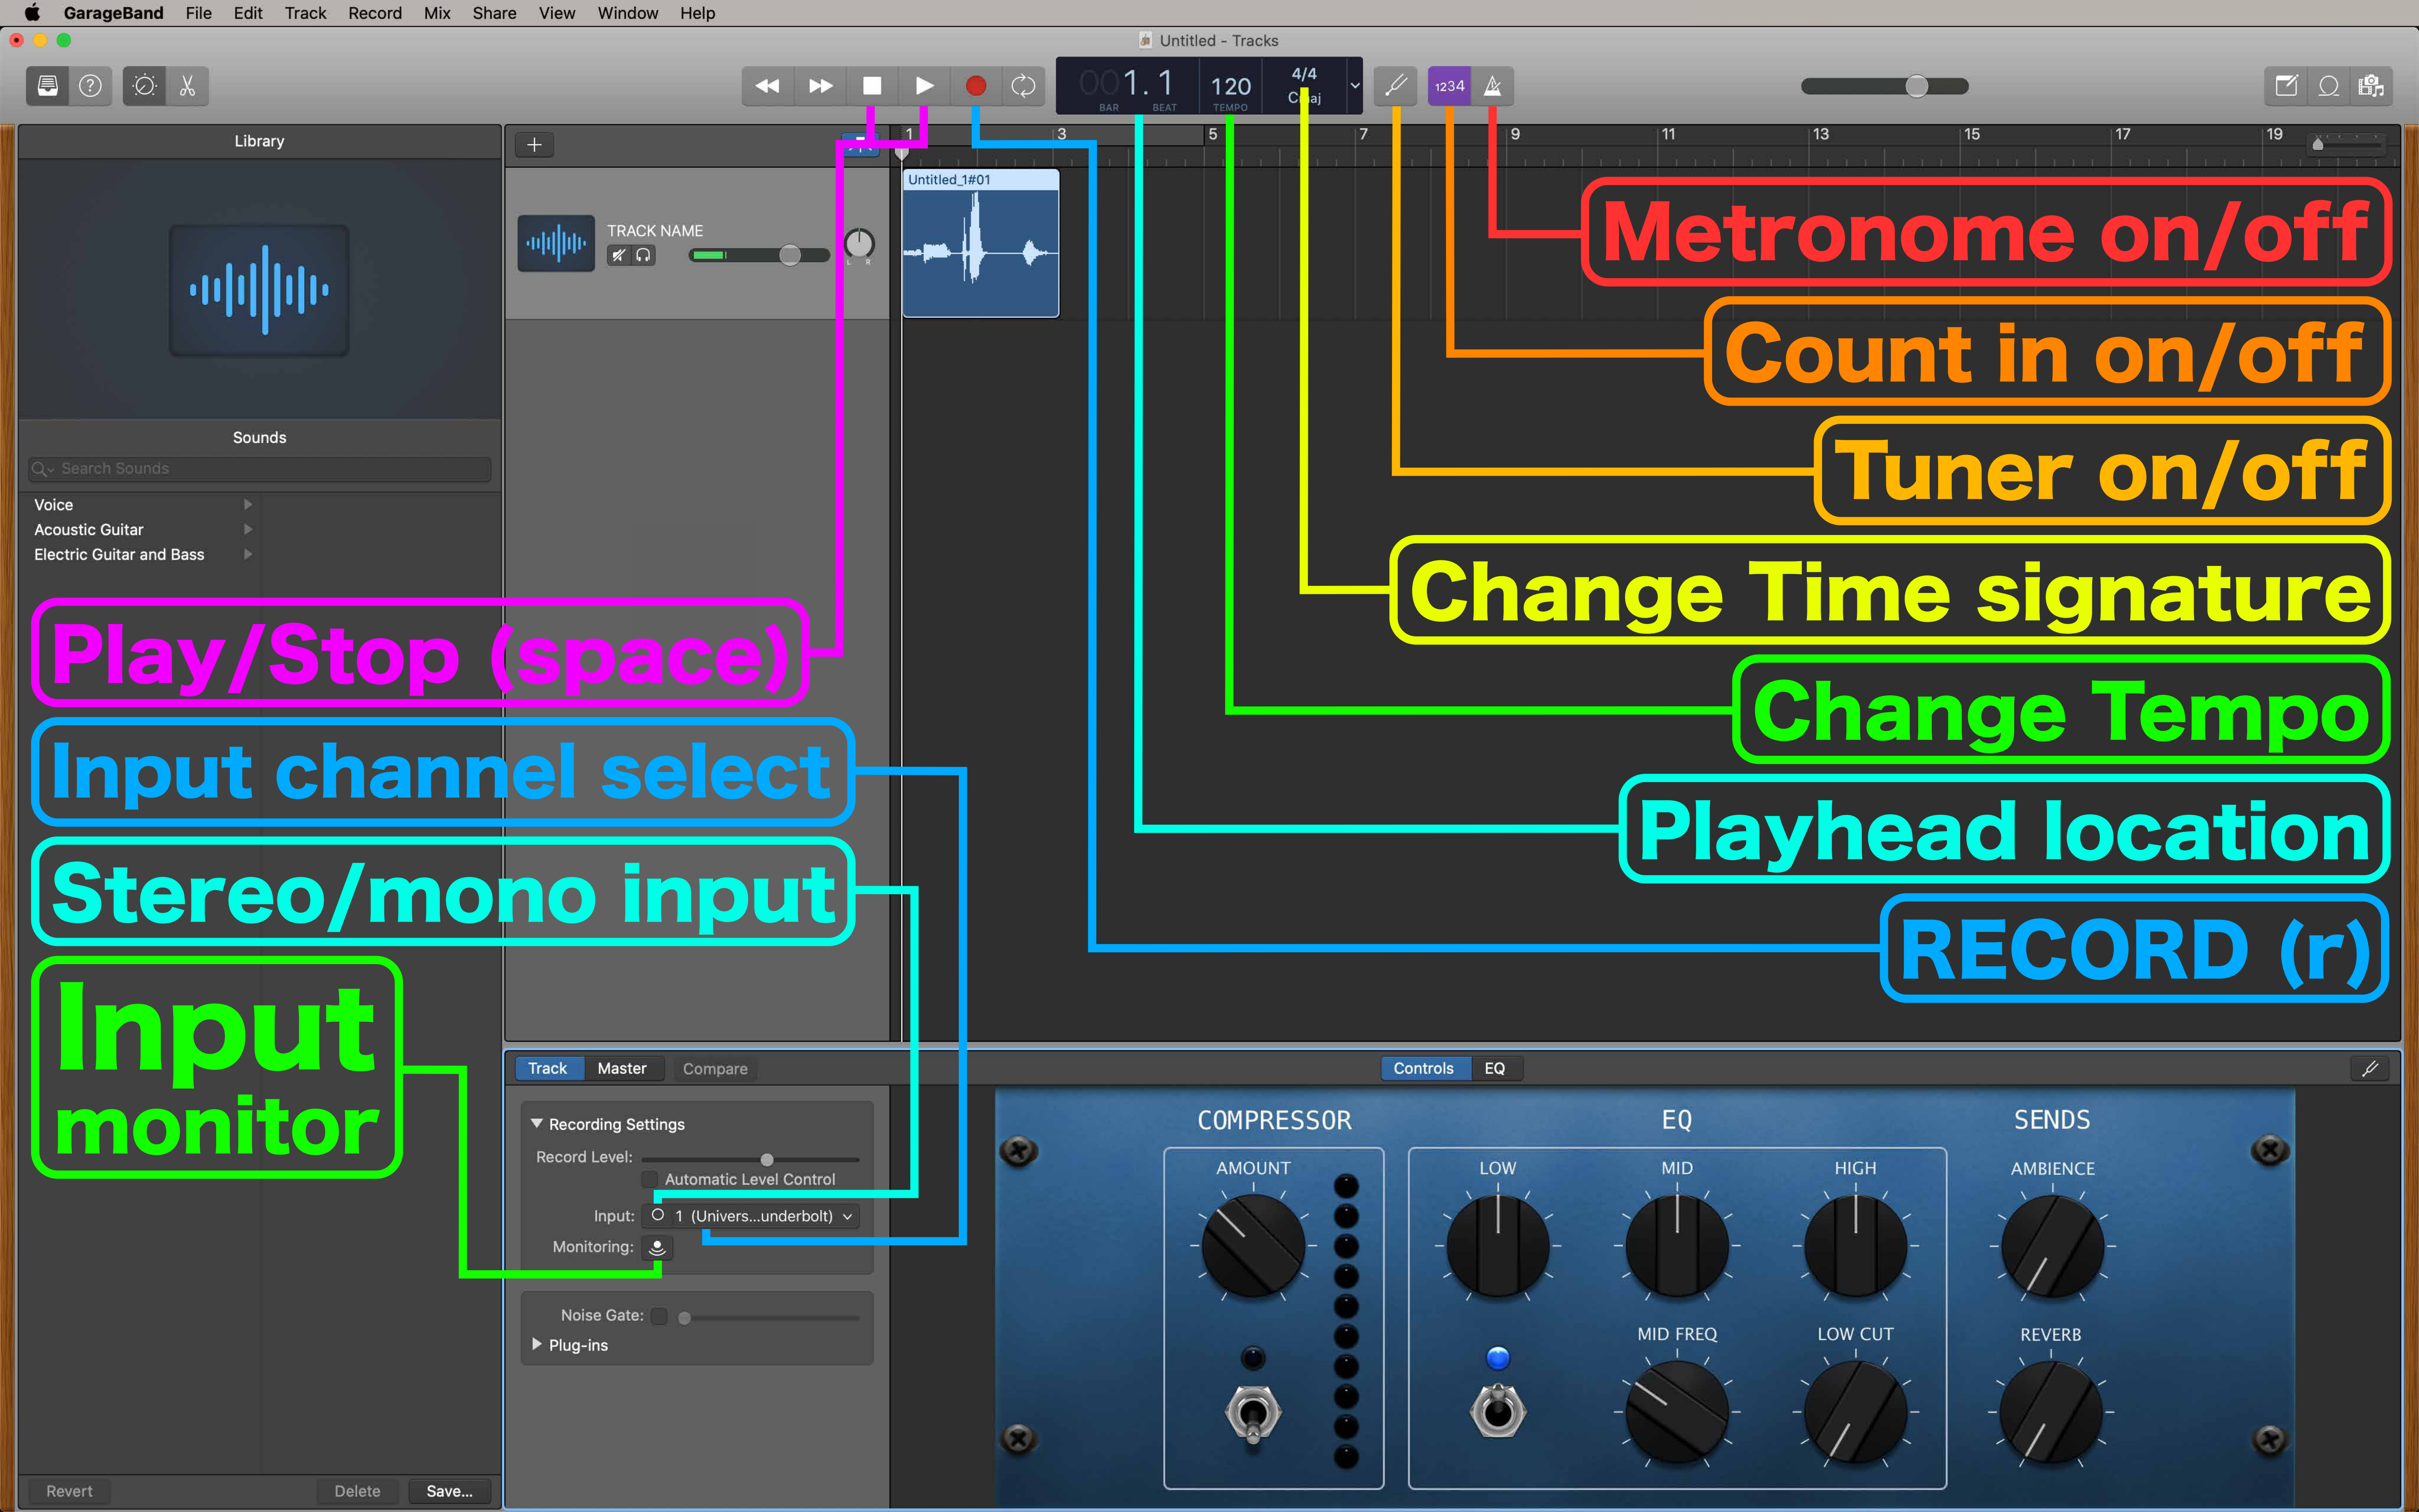 GarageBand File Edit Track Record Mix Share View Window Help
Untitled - Tracks
001.1 120 4/4
BAR BEAT TEMPO
1234
Library
1 3 5 7 9 11 13 15 17 19
Untitled_1#01
TRACK NAME
L R
Metronome on/off
Count in on/off
Tuner on/off
Change Time signature
Change Tempo
Playhead location
RECORD (r)
Sounds
Search Sounds
Voice
Acoustic Guitar
Electric Guitar and Bass
Play/Stop (space)
Input channel select
Stereo/mono input
Input
monitor
Track Master Compare
Controls EQ
Recording Settings
Record Level:
Automatic Level Control
Input: 1 (Univers...underbolt)
Monitoring:
Noise Gate:
Plug-ins
COMPRESSOR EQ SENDS
AMOUNT LOW MID HIGH AMBIENCE
MID FREQ LOW CUT REVERB
Revert Delete Save...